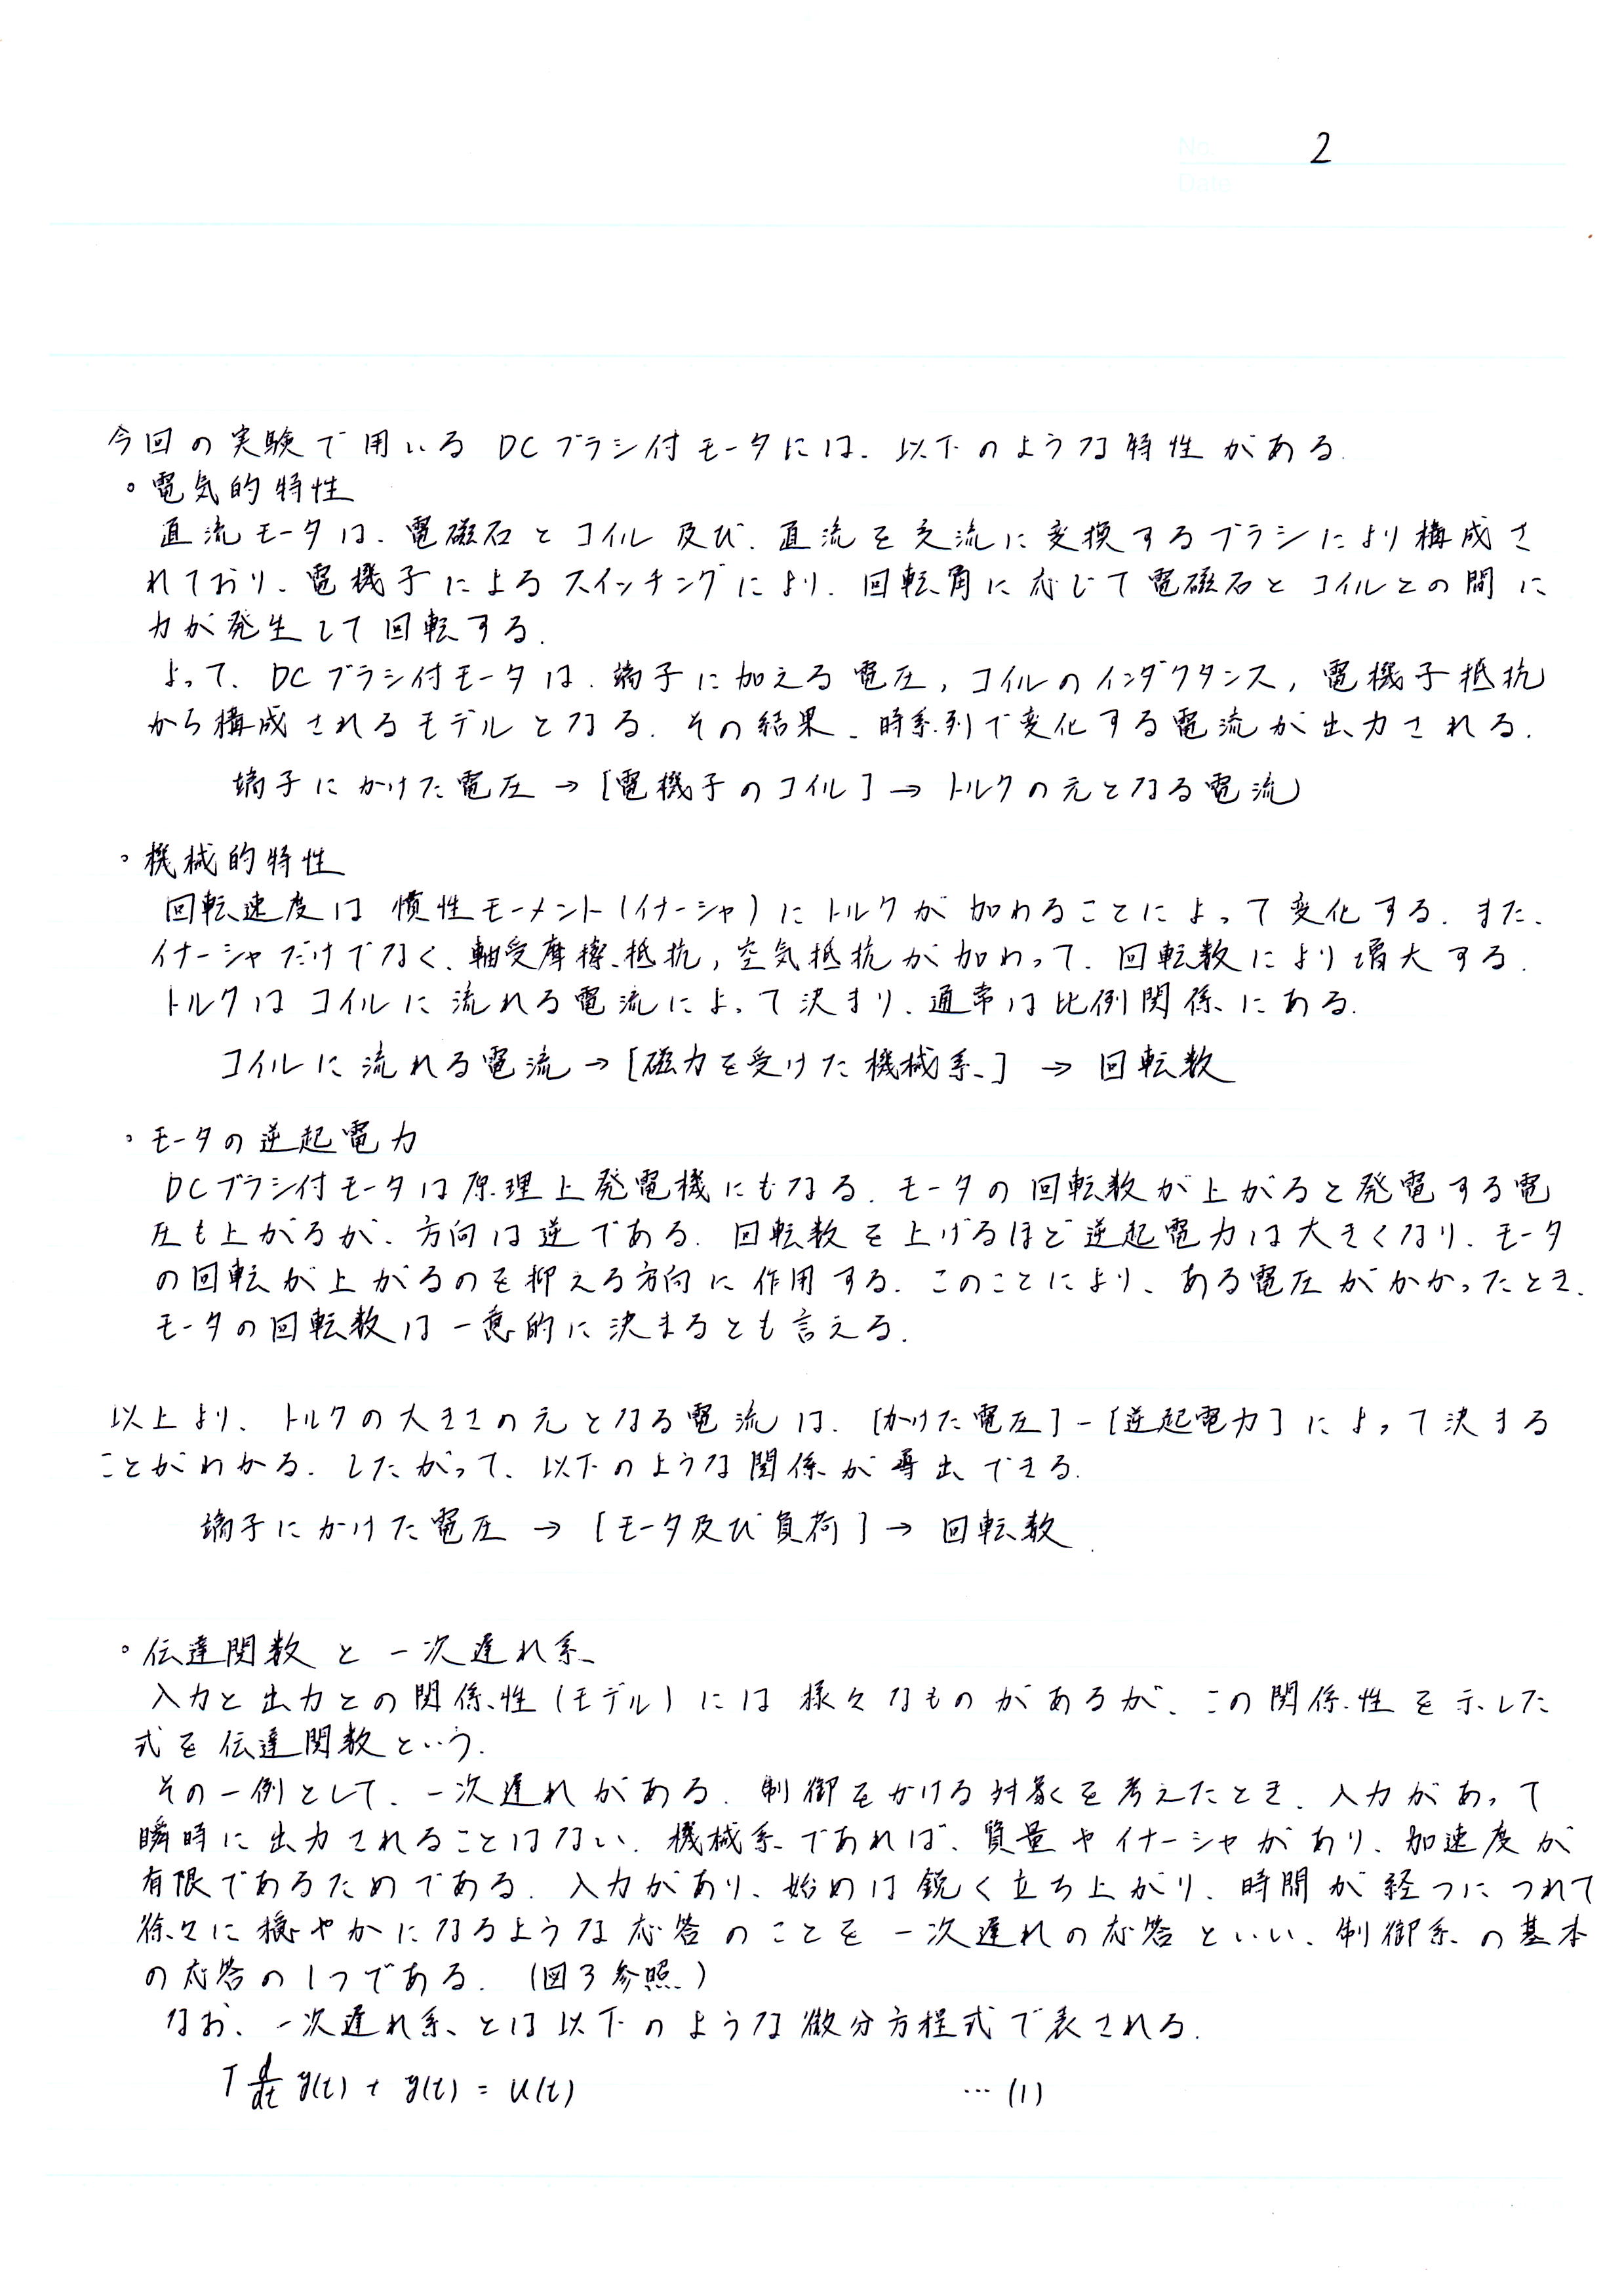 No. 2
Date
今回の実験で用いるDCブラシ付モータには、以下のような特性がある.
。電気的特性
直流モータは、電磁石とコイル及び、直流を交流に変換するブラシにより構成さ
れており、電機子によるスイッチングにより、回転角に応じて電磁石とコイルとの間に
力が発生して回転する.
よって、DCブラシ付モータは、端子に加える電圧, コイルのインダクタンス, 電機子抵抗
から構成されるモデルとなる. その結果、時系列で変化する電流が出力される.
端子にかけた電圧 → [電機子のコイル] → トルクの元となる電流
。機械的特性
回転速度は慣性モーメント(イナーシャ)にトルクが加わることによって変化する. また、
イナーシャだけでなく、軸受摩擦抵抗, 空気抵抗が加わって、回転数により増大する.
トルクはコイルに流れる電流によって決まり、通常は比例関係にある.
コイルに流れる電流 → [磁力を受けた機械系] → 回転数
。モータの逆起電力
DCブラシ付モータは原理上発電機にもなる. モータの回転数が上がると発電する電
圧も上がるが、方向は逆である. 回転数を上げるほど逆起電力は大きくなり、モータ
の回転が上がるのを抑える方向に作用する. このことにより、ある電圧がかかったとき、
モータの回転数は一意的に決まるとも言える.
以上より、トルクの大きさの元となる電流は、[かけた電圧]-[逆起電力]によって決まる
ことがわかる. したがって、以下のような関係が導出できる.
端子にかけた電圧 → [モータ及び負荷] → 回転数.
。伝達関数と一次遅れ系
入力と出力との関係性(モデル)には様々なものがあるが、この関係性を示した
式を伝達関数という.
その一例として、一次遅れがある. 制御をかける対象を考えたとき、入力があって
瞬時に出力されることはない. 機械系であれば、質量やイナーシャがあり、加速度が
有限であるためである. 入力があり、始めは鋭く立ち上がり、時間が経つにつれて
徐々に穏やかになるような応答のことを一次遅れの応答といい、制御系の基本
の応答の1つである. (図3参照)
なお、一次遅れ系とは以下のような微分方程式で表される.
T d/dt y(t) + y(t) = u(t) … (1)